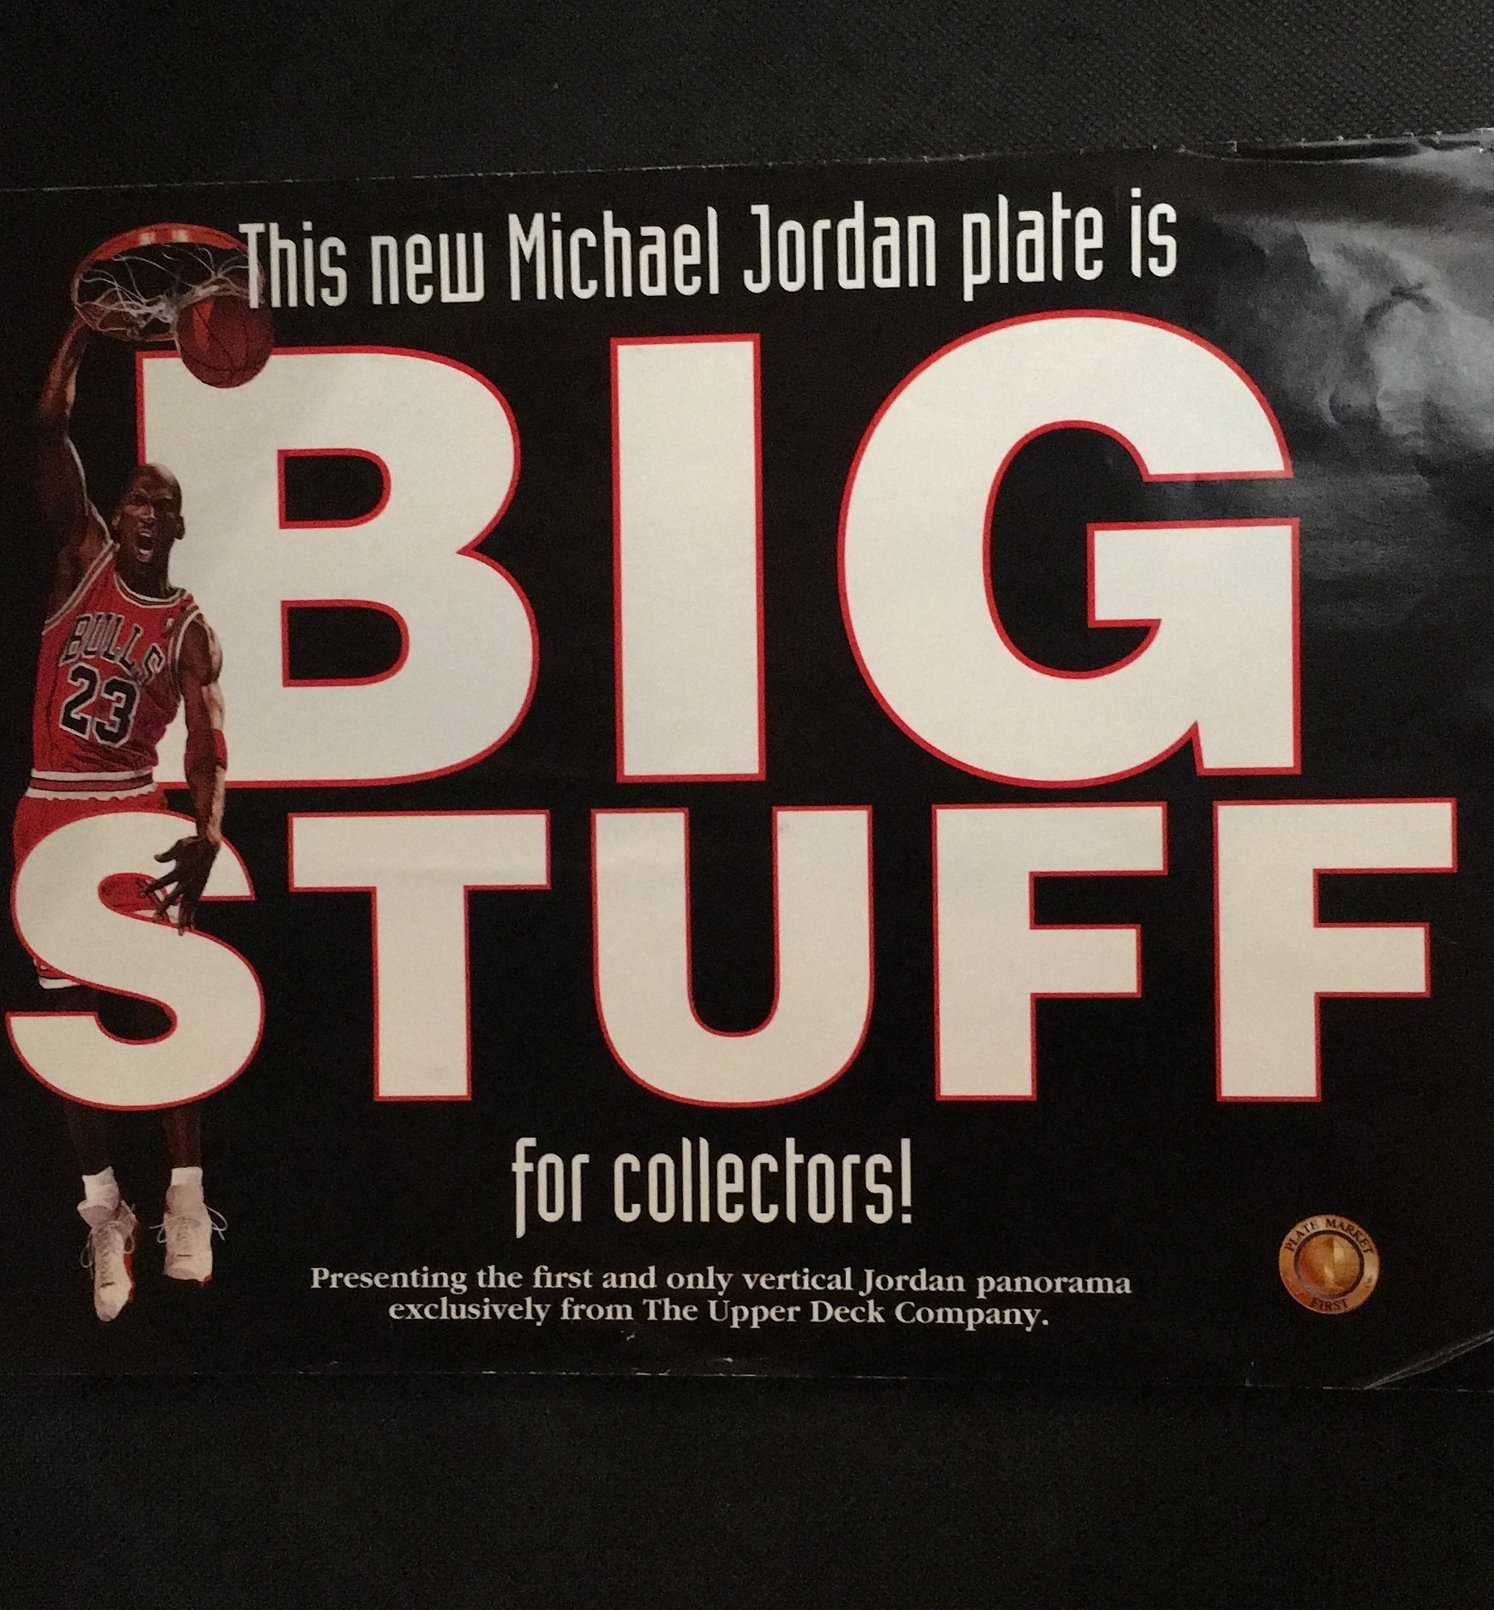 This new Michael Jordan plate is
BIG
STUFF
BULLS
23
for collectors!
Presenting the first and only vertical Jordan panorama
exclusively from The Upper Deck Company.
PLATE MARKET
FIRST